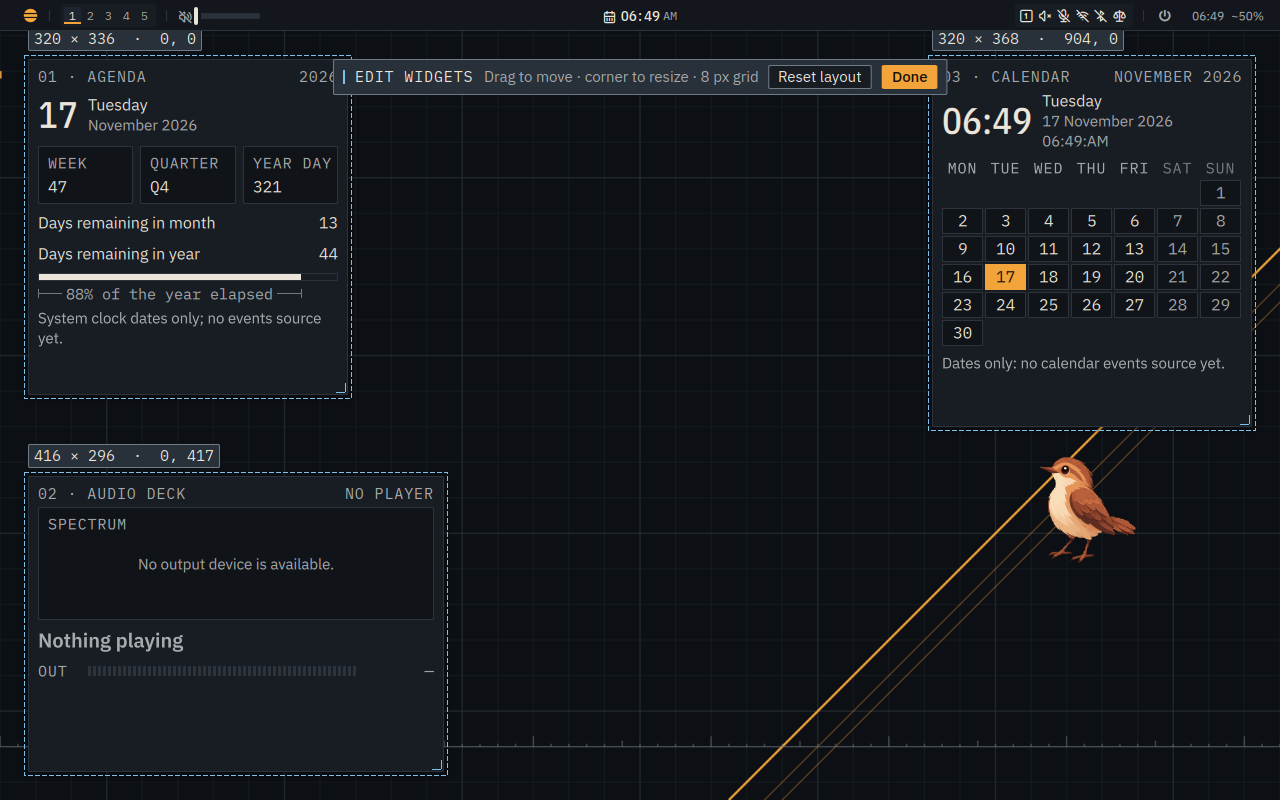 1 2 3 4 5
06:49 AM
1
06:49 ~50%
320 × 336 · 0, 0
320 × 368 · 904, 0
EDIT WIDGETS Drag to move · corner to resize · 8 px grid Reset layout Done
01 · AGENDA 2026
17 Tuesday
November 2026
WEEK QUARTER YEAR DAY
47 Q4 321
Days remaining in month 13
Days remaining in year 44
88% of the year elapsed
System clock dates only; no events source
yet.
03 · CALENDAR NOVEMBER 2026
06:49 Tuesday
17 November 2026
06:49:AM
MON TUE WED THU FRI SAT SUN
1
2 3 4 5 6 7 8
9 10 11 12 13 14 15
16 17 18 19 20 21 22
23 24 25 26 27 28 29
30
Dates only: no calendar events source yet.
416 × 296 · 0, 417
02 · AUDIO DECK NO PLAYER
SPECTRUM
No output device is available.
Nothing playing
OUT —